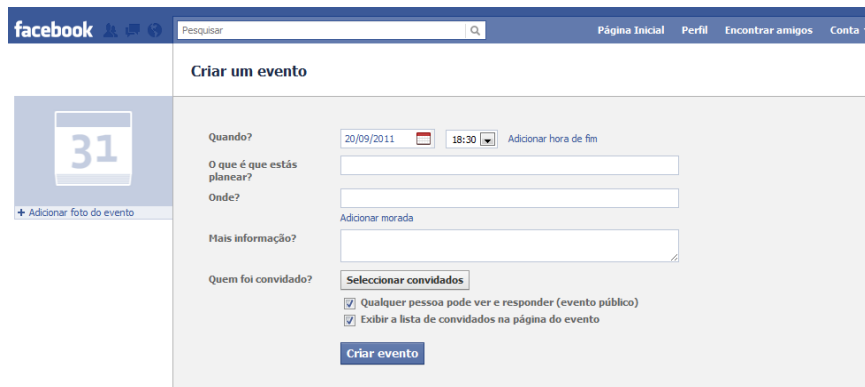 facebook Pesquisar Página Inicial Perfil Encontrar amigos Conta
Criar um evento
31
+ Adicionar foto do evento
Quando? 20/09/2011 18:30 Adicionar hora de fim
O que é que estás
planear?
Onde?
Adicionar morada
Mais informação?
Quem foi convidado? Seleccionar convidados
Qualquer pessoa pode ver e responder (evento público)
Exibir a lista de convidados na página do evento
Criar evento